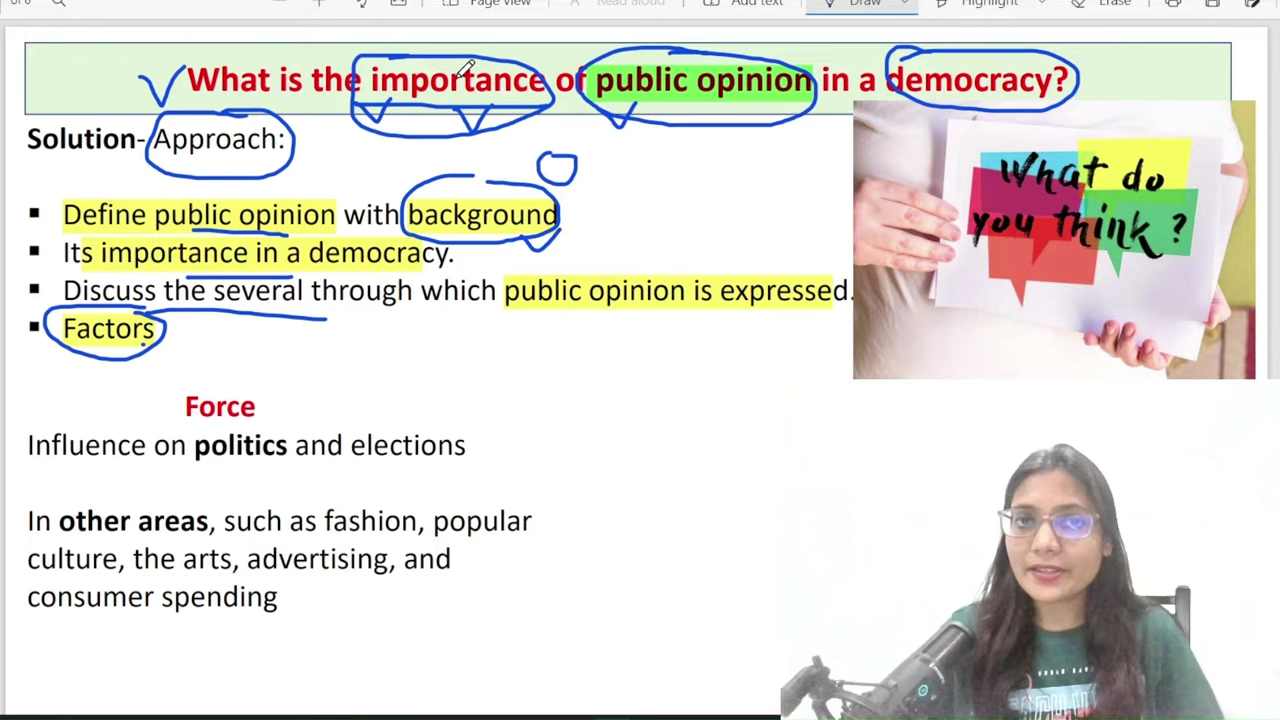 Page view
Read aloud
Add text
Draw
Highlight
Erase
What is the importance of public opinion in a democracy?
Solution- Approach:
▪ Define public opinion with background
▪ Its importance in a democracy.
▪ Discuss the several through which public opinion is expressed.
▪ Factors
What do
you think?
Force
Influence on politics and elections
In other areas, such as fashion, popular
culture, the arts, advertising, and
consumer spending